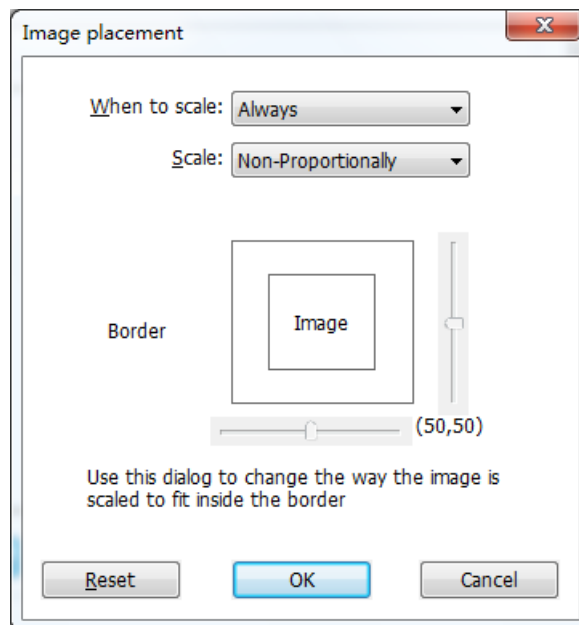 Image placement
When to scale: Always
Scale: Non-Proportionally
Image
Border
(50,50)
Use this dialog to change the way the image is
scaled to fit inside the border
Reset OK Cancel